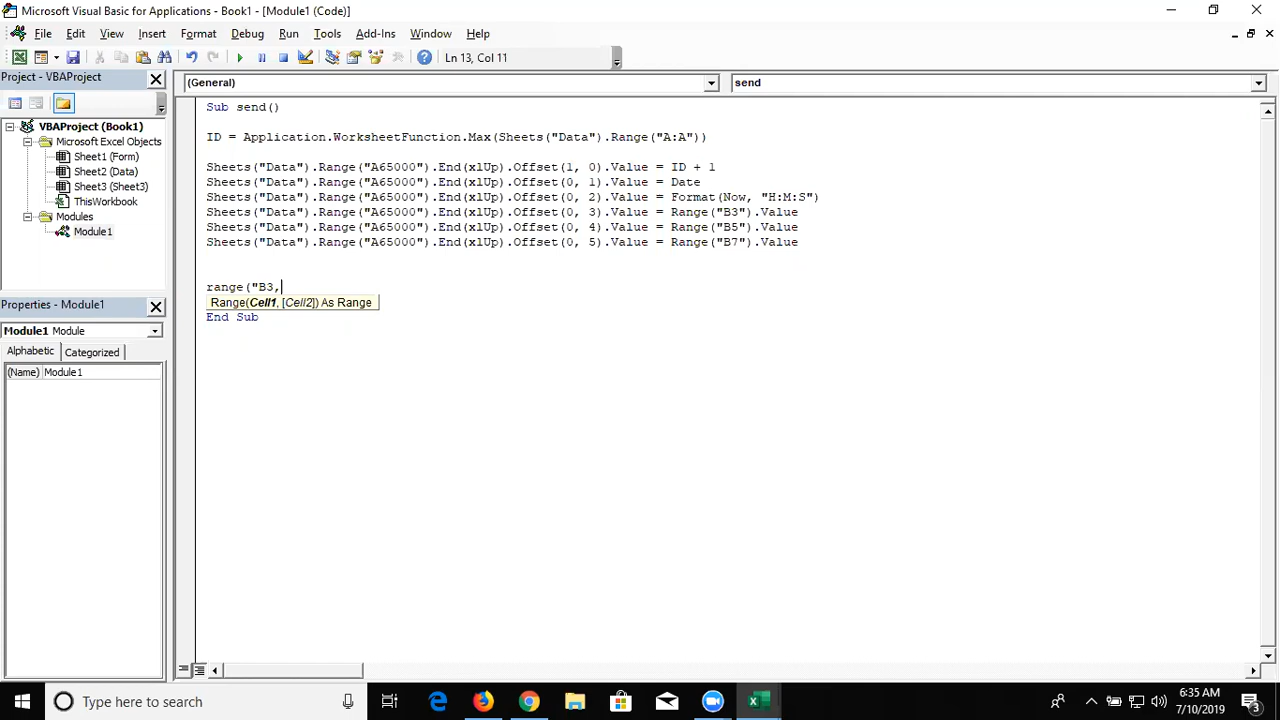 Microsoft Visual Basic for Applications - Book1 - [Module1 (Code)]
File Edit View Insert Format Debug Run Tools Add-Ins Window Help
Ln 13, Col 11
Project - VBAProject
(General)
send
VBAProject (Book1)
Microsoft Excel Objects
Sheet1 (Form)
Sheet2 (Data)
Sheet3 (Sheet3)
ThisWorkbook
Modules
Module1
Properties - Module1
Module1 Module
Alphabetic Categorized
(Name) Module1
Sub send()
ID = Application.WorksheetFunction.Max(Sheets("Data").Range("A:A"))
Sheets("Data").Range("A65000").End(xlUp).Offset(1, 0).Value = ID + 1
Sheets("Data").Range("A65000").End(xlUp).Offset(0, 1).Value = Date
Sheets("Data").Range("A65000").End(xlUp).Offset(0, 2).Value = Format(Now, "H:M:S")
Sheets("Data").Range("A65000").End(xlUp).Offset(0, 3).Value = Range("B3").Value
Sheets("Data").Range("A65000").End(xlUp).Offset(0, 4).Value = Range("B5").Value
Sheets("Data").Range("A65000").End(xlUp).Offset(0, 5).Value = Range("B7").Value
range("B3,
Range(Cell1, [Cell2]) As Range
End Sub
Type here to search
6:35 AM
7/10/2019
3